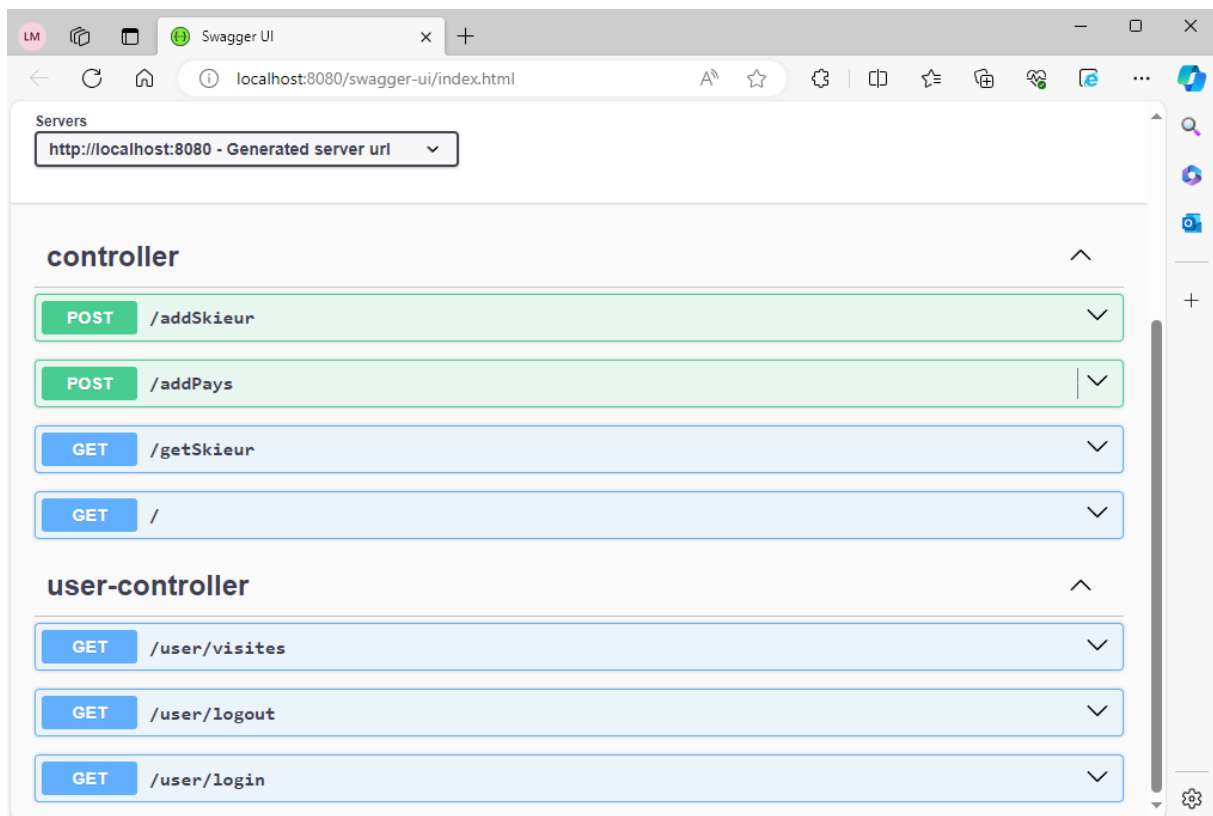 LM
Swagger UI
localhost:8080/swagger-ui/index.html
Servers
http://localhost:8080 - Generated server url
controller
POST /addSkieur
POST /addPays
GET /getSkieur
GET /
user-controller
GET /user/visites
GET /user/logout
GET /user/login